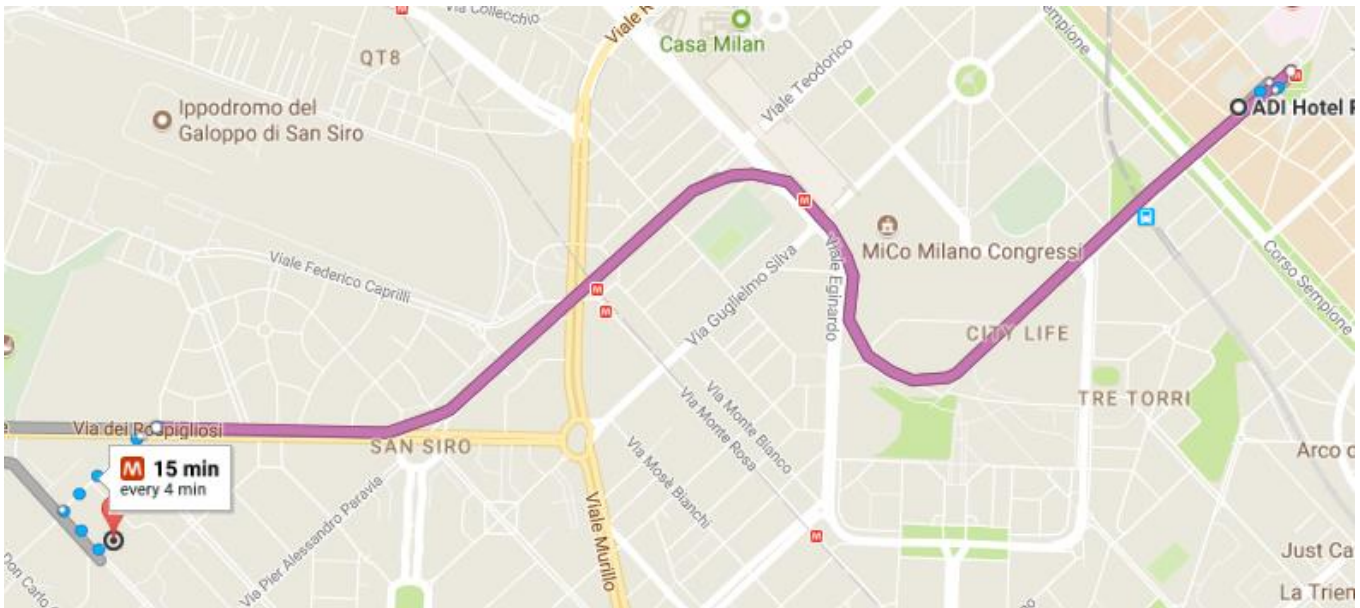 Via Collecchio
Viale R
Casa Milan
QT8
Viale Teodorico
Sempione
Ippodromo del
Galoppo di San Siro
M
ADI Hotel P
MiCo Milano Congressi
Viale Federico Caprilli
Via Guglielmo Silva
Viale Eginardo
Corso Sempione
CITY LIFE
TRE TORRI
Via dei
SAN SIRO
Via Monte Bianco
Via Monte Rosa
Via Mosè Bianchi
Arco d
M 15 min
every 4 min
Via Pier Alessandro Paravia
Viale Murillo
Don Carlo
Just Ca
La Trien